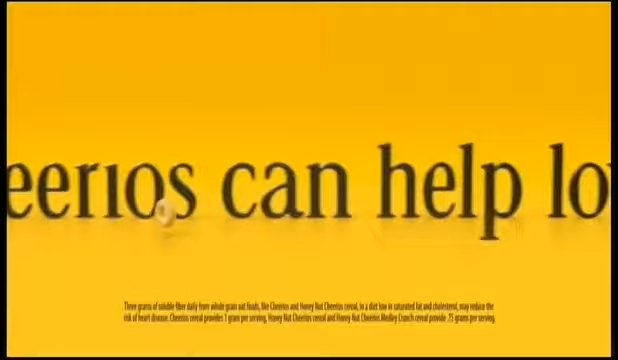 eerios can help lo
Three grams of soluble fiber daily from whole grain oat foods, like Cheerios and Honey Nut Cheerios cereal, in a diet low in saturated fat and cholesterol, may reduce the
risk of heart disease. Cheerios cereal provides 1 gram per serving. Honey Nut Cheerios cereal and Honey Nut Cheerios Medley Crunch cereal provide .75 grams per serving.